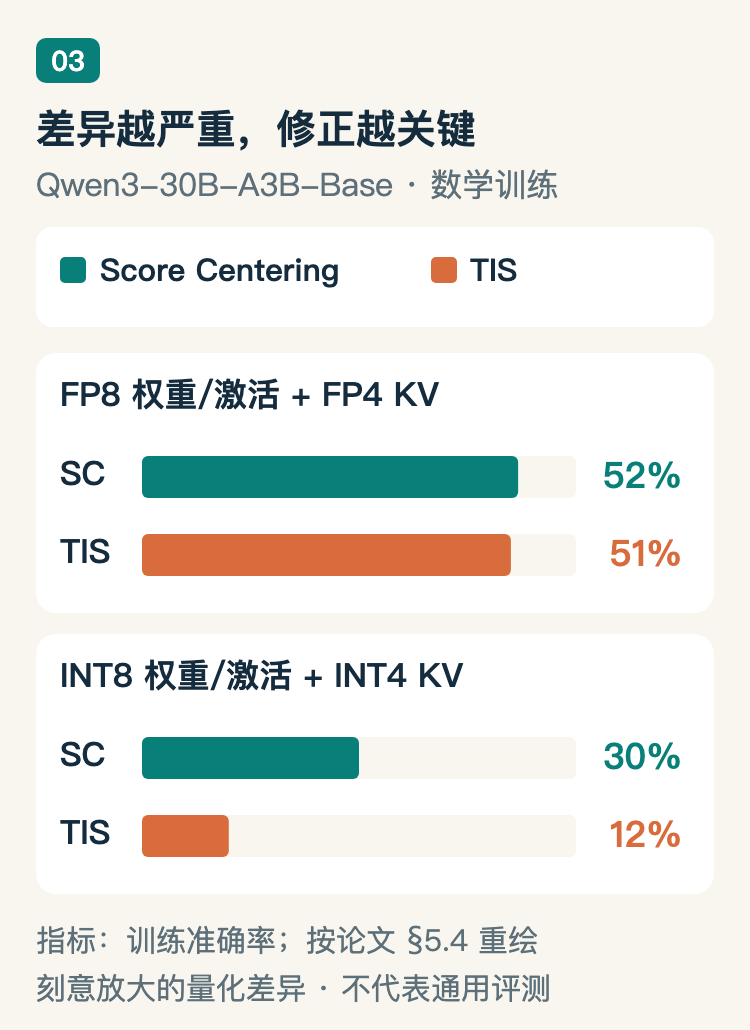 03
差异越严重，修正越关键
Qwen3-30B-A3B-Base · 数学训练
Score Centering
TIS
FP8 权重/激活 + FP4 KV
SC 52%
TIS 51%
INT8 权重/激活 + INT4 KV
SC 30%
TIS 12%
指标：训练准确率；按论文 §5.4 重绘
刻意放大的量化差异 · 不代表通用评测